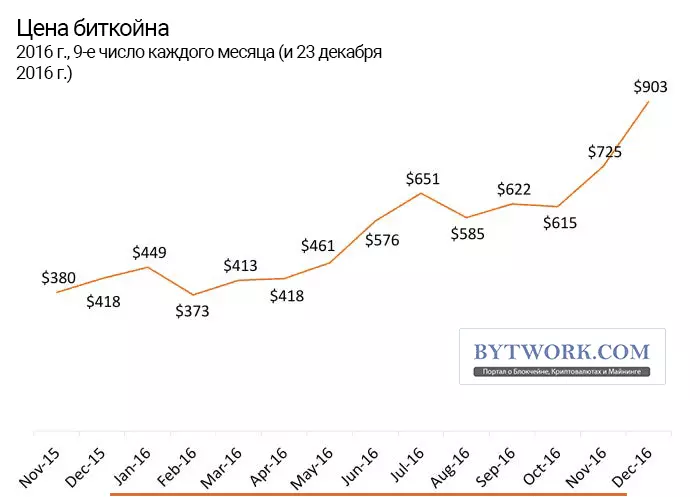 Цена биткойна
2016 г., 9-е число каждого месяца (и 23 декабря
2016 г.)
$903
$725
$651
$622
$615
$585
$576
$461
$449
$413
$418
$380
$418
$373
BYTWORK.COM
Портал о Блокчейне, Криптовалютах и Майнинге
Nov-15
Dec-15
Jan-16
Feb-16
Mar-16
Apr-16
May-16
Jun-16
Jul-16
Aug-16
Sep-16
Oct-16
Nov-16
Dec-16